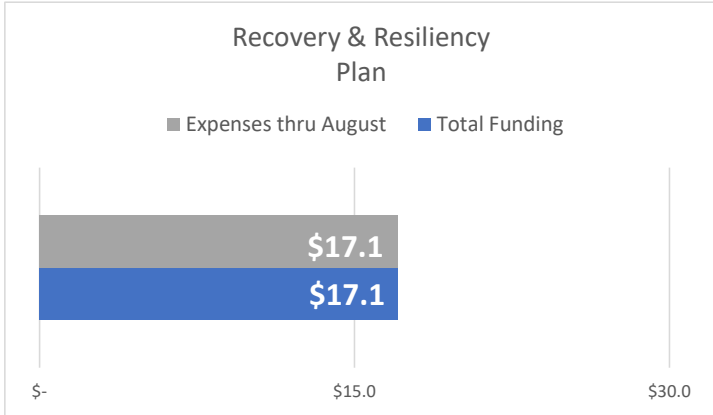 Recovery & Resiliency
Plan
Expenses thru August Total Funding
$17.1
$17.1
$- $15.0 $30.0